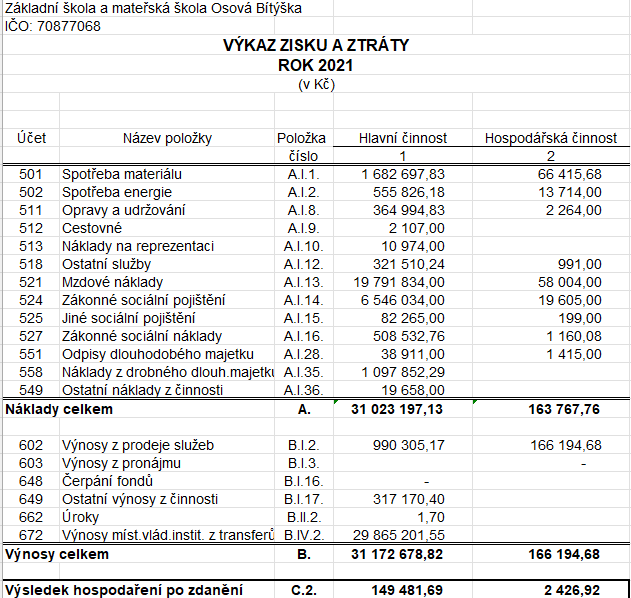 Základní škola a mateřská škola Osová Bítýška
IČO: 70877068
VÝKAZ ZISKU A ZTRÁTY
ROK 2021
(v Kč)
Účet Název položky Položka Hlavní činnost Hospodářská činnost
číslo 1 2
501 Spotřeba materiálu A.I.1. 1 682 697,83 66 415,68
502 Spotřeba energie A.I.2. 555 826,18 13 714,00
511 Opravy a udržování A.I.8. 364 994,83 2 264,00
512 Cestovné A.I.9. 2 107,00
513 Náklady na reprezentaci A.I.10. 10 974,00
518 Ostatní služby A.I.12. 321 510,24 991,00
521 Mzdové náklady A.I.13. 19 791 834,00 58 004,00
524 Zákonné sociální pojištění A.I.14. 6 546 034,00 19 605,00
525 Jiné sociální pojištění A.I.15. 82 265,00 199,00
527 Zákonné sociální náklady A.I.16. 508 532,76 1 160,08
551 Odpisy dlouhodobého majetku A.I.28. 38 911,00 1 415,00
558 Náklady z drobného dlouh.majetku A.I.35. 1 097 852,29
549 Ostatní náklady z činnosti A.I.36. 19 658,00
Náklady celkem A. 31 023 197,13 163 767,76
602 Výnosy z prodeje služeb B.I.2. 990 305,17 166 194,68
603 Výnosy z pronájmu B.I.3. -
648 Čerpání fondů B.I.16. -
649 Ostatní výnosy z činnosti B.I.17. 317 170,40
662 Úroky B.II.2. 1,70
672 Výnosy míst.vlád.instit. z transferů B.IV.2. 29 865 201,55
Výnosy celkem B. 31 172 678,82 166 194,68
Výsledek hospodaření po zdanění C.2. 149 481,69 2 426,92